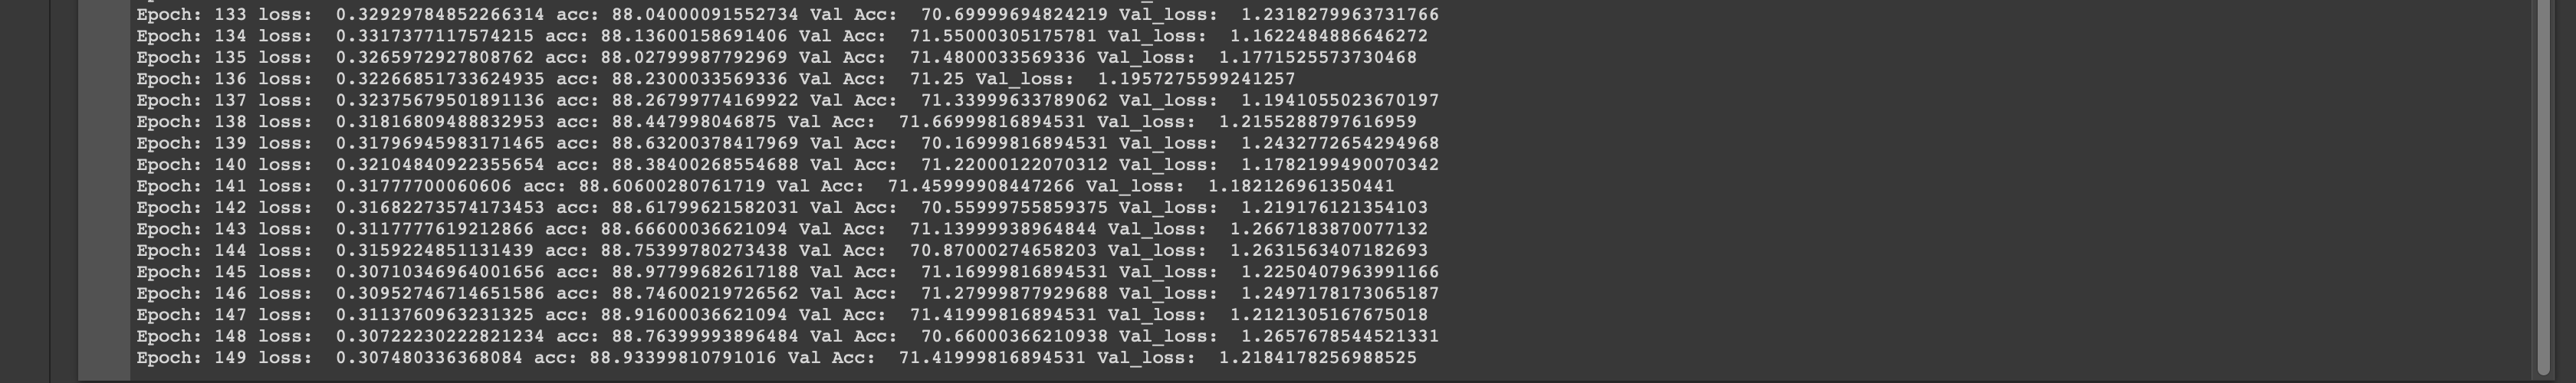 Epoch: 133 loss:  0.32929784852266314 acc: 88.04000091552734 Val Acc:  70.69999694824219 Val_loss:  1.2318279963731766
Epoch: 134 loss:  0.3317377117574215 acc: 88.13600158691406 Val Acc:  71.55000305175781 Val_loss:  1.1622484886646272
Epoch: 135 loss:  0.3265972927808762 acc: 88.02799987792969 Val Acc:  71.4800033569336 Val_loss:  1.1771525573730468
Epoch: 136 loss:  0.32266851733624935 acc: 88.2300033569336 Val Acc:  71.25 Val_loss:  1.1957275599241257
Epoch: 137 loss:  0.32375679501891136 acc: 88.26799774169922 Val Acc:  71.33999633789062 Val_loss:  1.1941055023670197
Epoch: 138 loss:  0.31816809488832953 acc: 88.447998046875 Val Acc:  71.66999816894531 Val_loss:  1.2155288797616959
Epoch: 139 loss:  0.31796945983171465 acc: 88.63200378417969 Val Acc:  70.16999816894531 Val_loss:  1.2432772654294968
Epoch: 140 loss:  0.32104840922355654 acc: 88.38400268554688 Val Acc:  71.22000122070312 Val_loss:  1.1782199490070342
Epoch: 141 loss:  0.31777700060606 acc: 88.60600280761719 Val Acc:  71.45999908447266 Val_loss:  1.182126961350441
Epoch: 142 loss:  0.31682273574173453 acc: 88.61799621582031 Val Acc:  70.55999755859375 Val_loss:  1.219176121354103
Epoch: 143 loss:  0.3117777619212866 acc: 88.66600036621094 Val Acc:  71.13999938964844 Val_loss:  1.2667183870077132
Epoch: 144 loss:  0.3159224851131439 acc: 88.75399780273438 Val Acc:  70.87000274658203 Val_loss:  1.2631563407182693
Epoch: 145 loss:  0.30710346964001656 acc: 88.97799682617188 Val Acc:  71.16999816894531 Val_loss:  1.2250407963991166
Epoch: 146 loss:  0.30952746714651586 acc: 88.74600219726562 Val Acc:  71.27999877929688 Val_loss:  1.2497178173065187
Epoch: 147 loss:  0.3113760963231325 acc: 88.91600036621094 Val Acc:  71.41999816894531 Val_loss:  1.2121305167675018
Epoch: 148 loss:  0.30722230222821234 acc: 88.76399993896484 Val Acc:  70.66000366210938 Val_loss:  1.2657678544521331
Epoch: 149 loss:  0.307480336368084 acc: 88.93399810791016 Val Acc:  71.41999816894531 Val_loss:  1.2184178256988525